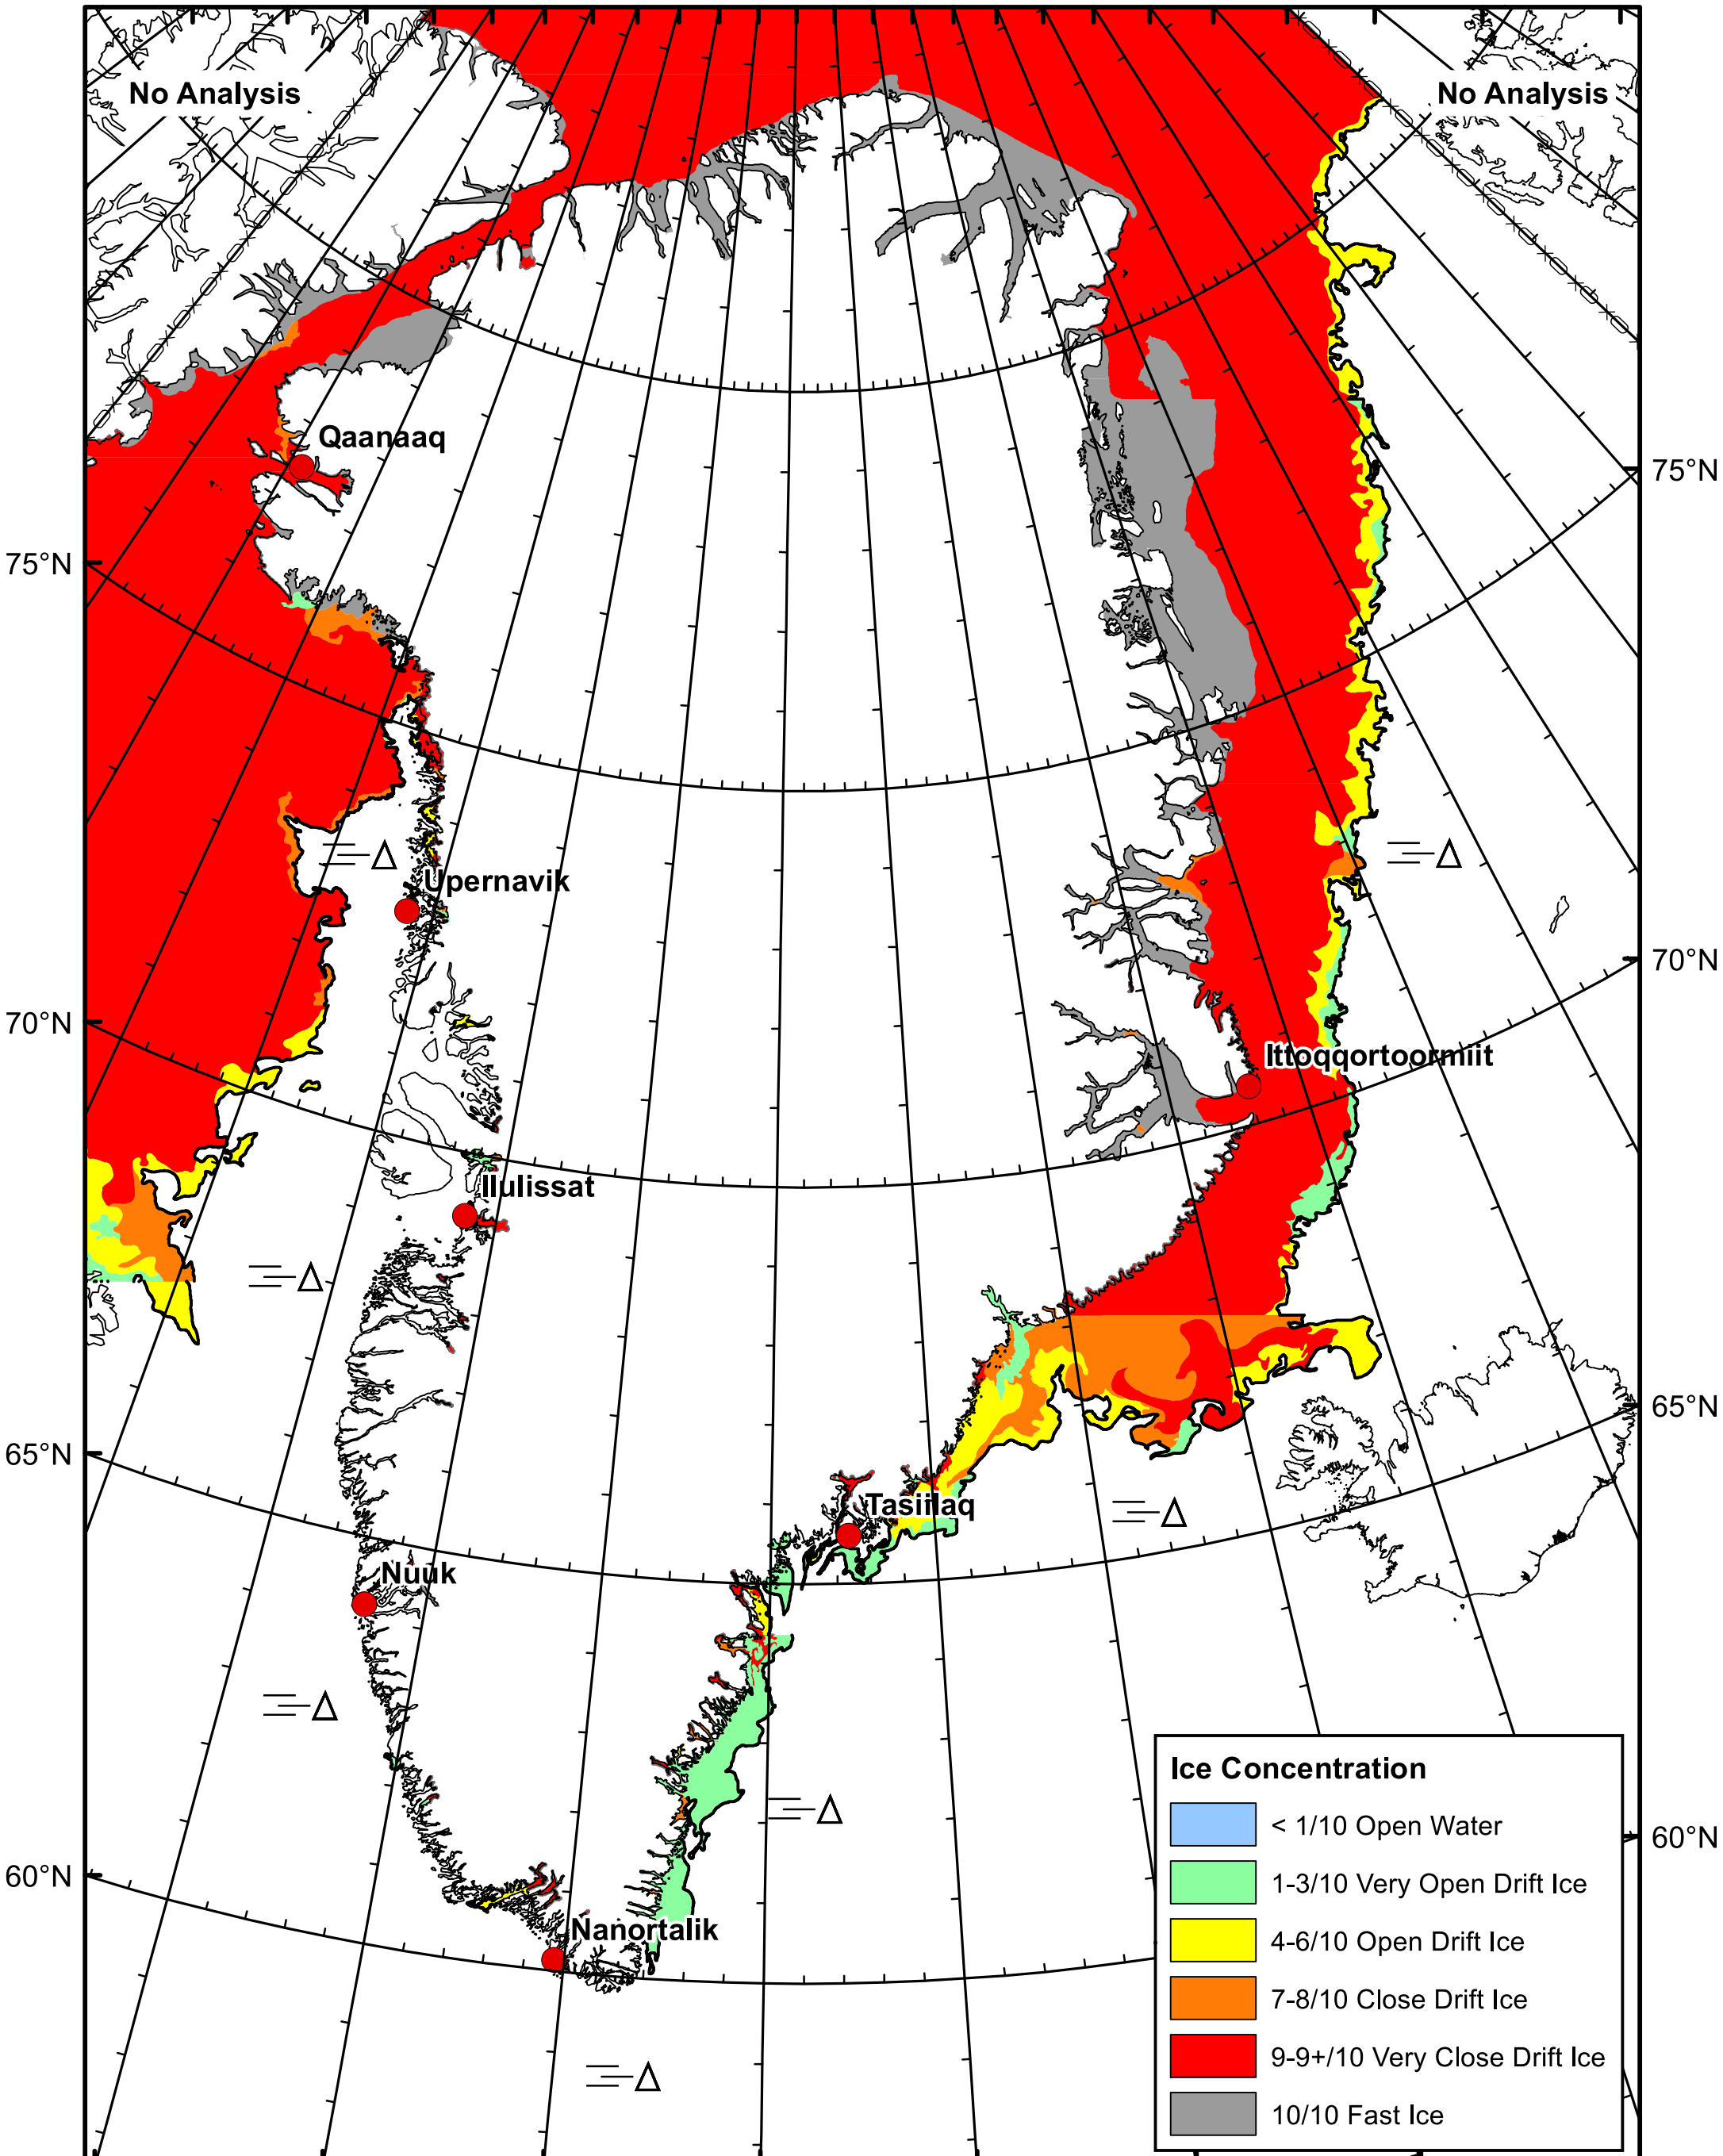 No Analysis
No Analysis
Qaanaaq
75°N
75°N
Upernavik
70°N
70°N
Ittoqqortoormiit
Ilulissat
65°N
65°N
Tasiilaq
Nuuk
Ice Concentration
< 1/10 Open Water
60°N
60°N
1-3/10 Very Open Drift Ice
Nanortalik
4-6/10 Open Drift Ice
7-8/10 Close Drift Ice
9-9+/10 Very Close Drift Ice
10/10 Fast Ice